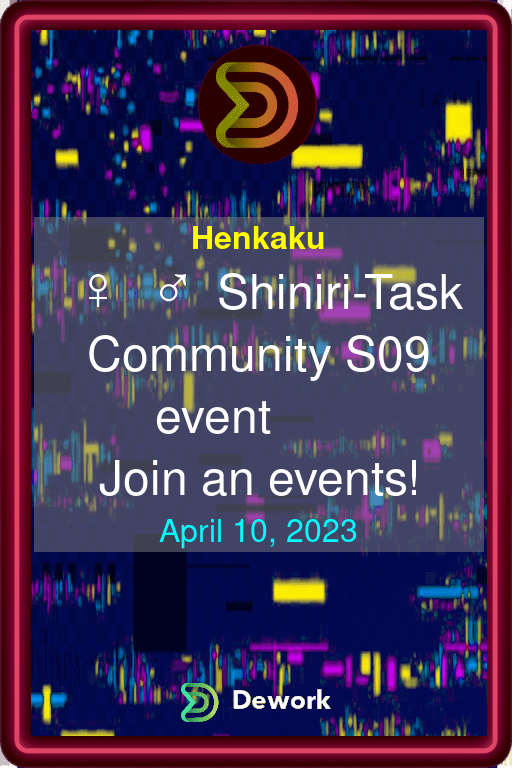 Henkaku
♀ ♂ Shiniri-Task
Community S09
event
Join an events!
April 10, 2023
Dework